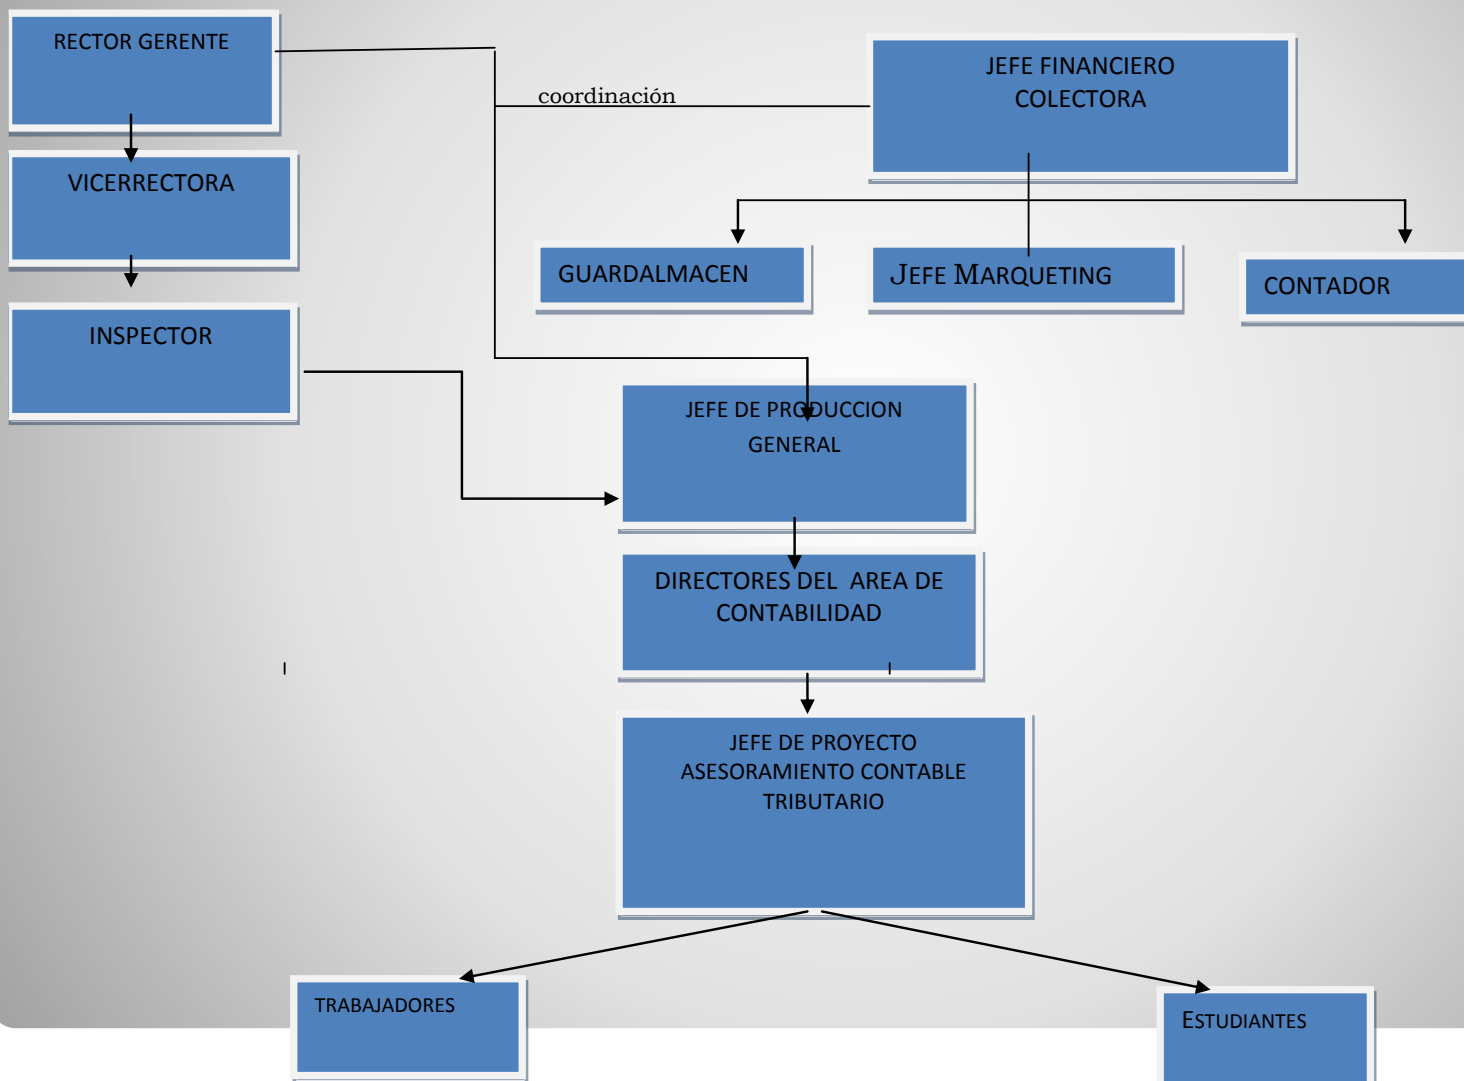 RECTOR GERENTE
JEFE FINANCIERO
COLECTORA
coordinación
VICERRECTORA
GUARDALMACEN
JEFE MARQUETING
CONTADOR
INSPECTOR
JEFE DE PRODUCCION
GENERAL
DIRECTORES DEL AREA DE
CONTABILIDAD
JEFE DE PROYECTO
ASESORAMIENTO CONTABLE
TRIBUTARIO
TRABAJADORES
ESTUDIANTES